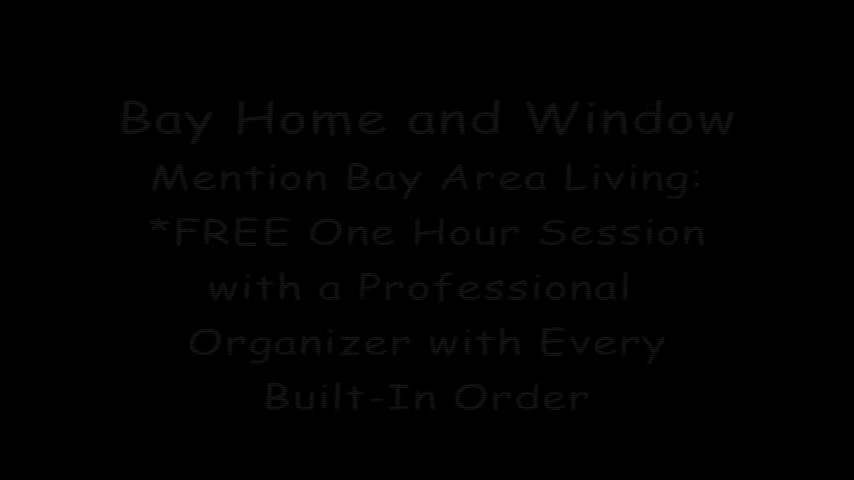 Bay Home and Window
Mention Bay Area Living:
*FREE One Hour Session
with a Professional
Organizer with Every
Built-In Order